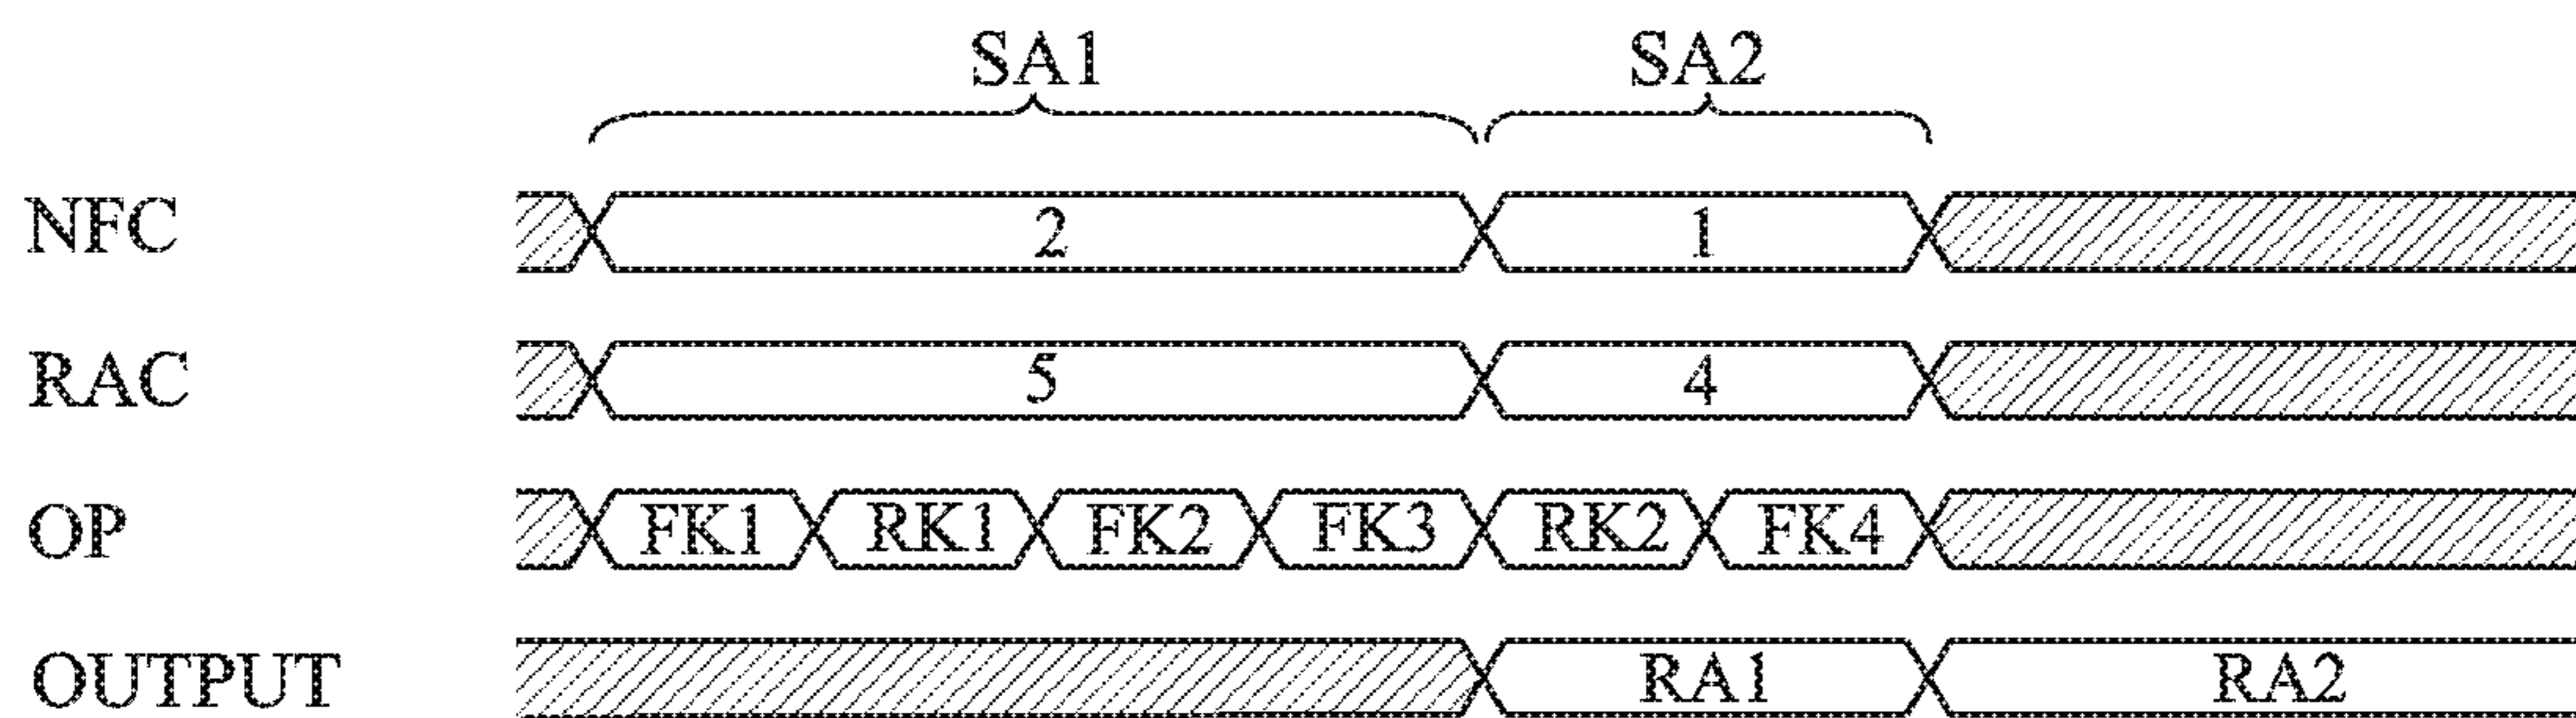 SA1 SA2
NFC 2 1
RAC 5 4
OP FK1 RK1 FK2 FK3 RK2 FK4
OUTPUT RA1 RA2